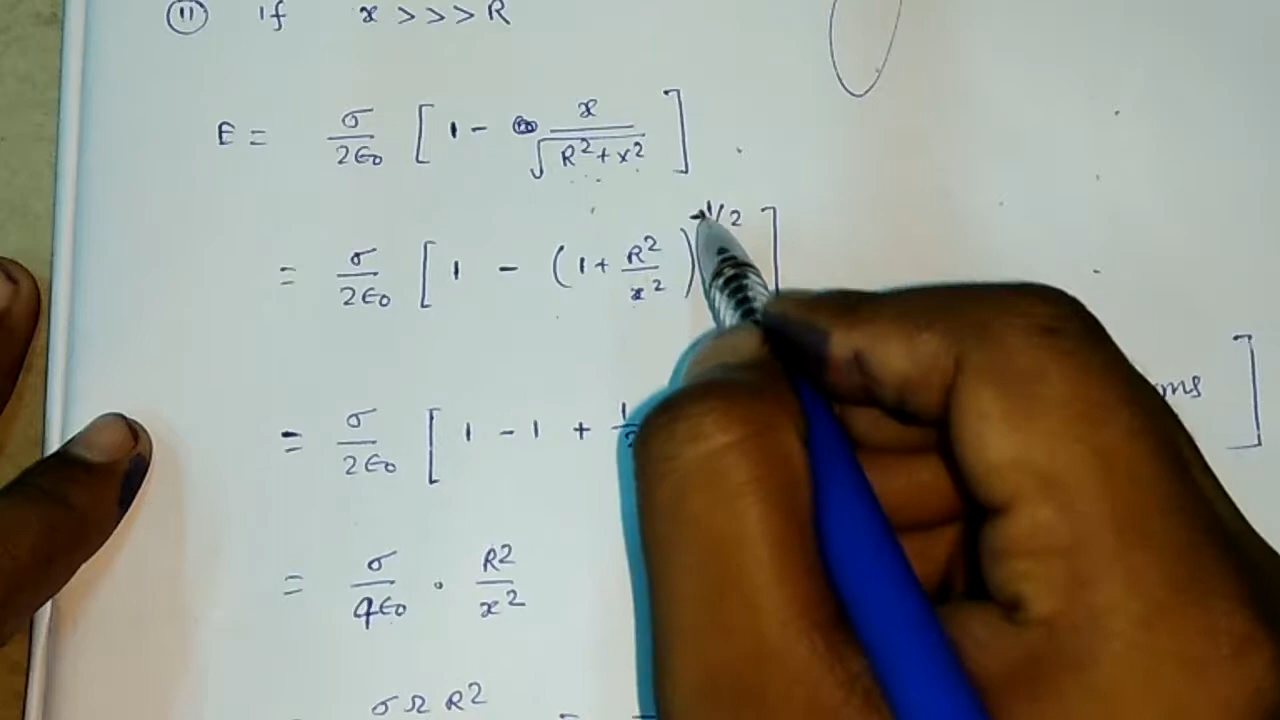 (11) If x >>> R
E = σ/2ϵ₀ [ 1 - x/√(R²+x²) ]
= σ/2ϵ₀ [ 1 - (1 + R²/x²)^(-1/2) ]
= σ/2ϵ₀ [ 1 - 1 + ]
= σ/4ϵ₀ · R²/x²
σ R²
=